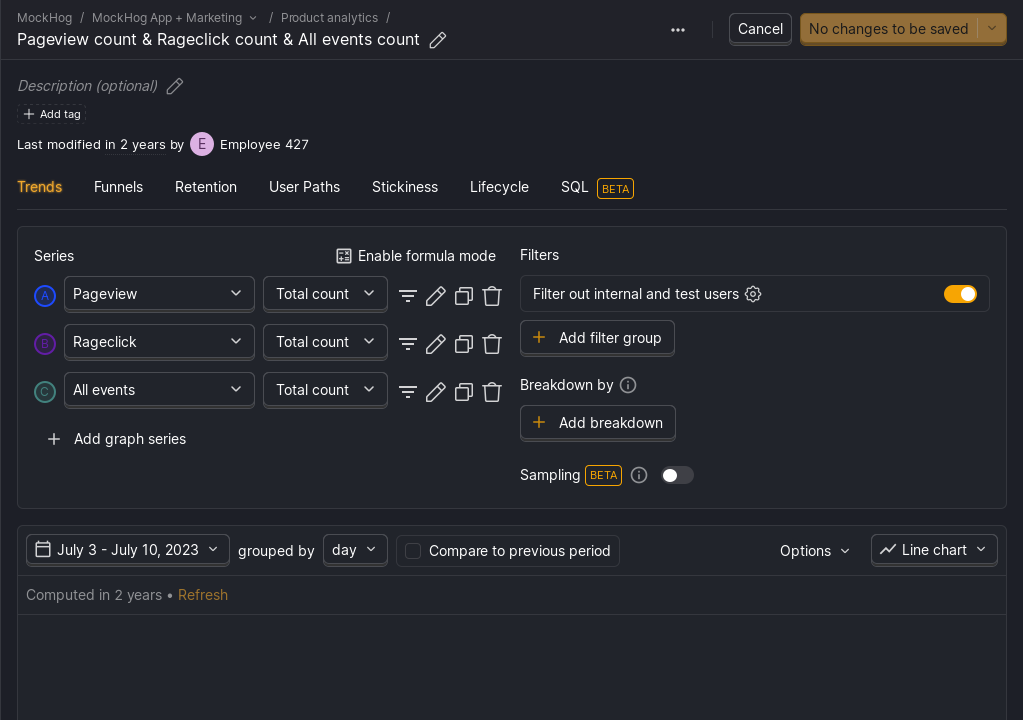 MockHog / MockHog App + Marketing / Product analytics /
Pageview count & Rageclick count & All events count
Cancel
No changes to be saved
Description (optional)
Add tag
Last modified in 2 years by E Employee 427
Trends Funnels Retention User Paths Stickiness Lifecycle SQL BETA
Series
Enable formula mode
A Pageview Total count
B Rageclick Total count
C All events Total count
Add graph series
Filters
Filter out internal and test users
Add filter group
Breakdown by
Add breakdown
Sampling BETA
July 3 - July 10, 2023 grouped by day Compare to previous period Options Line chart
Computed in 2 years • Refresh